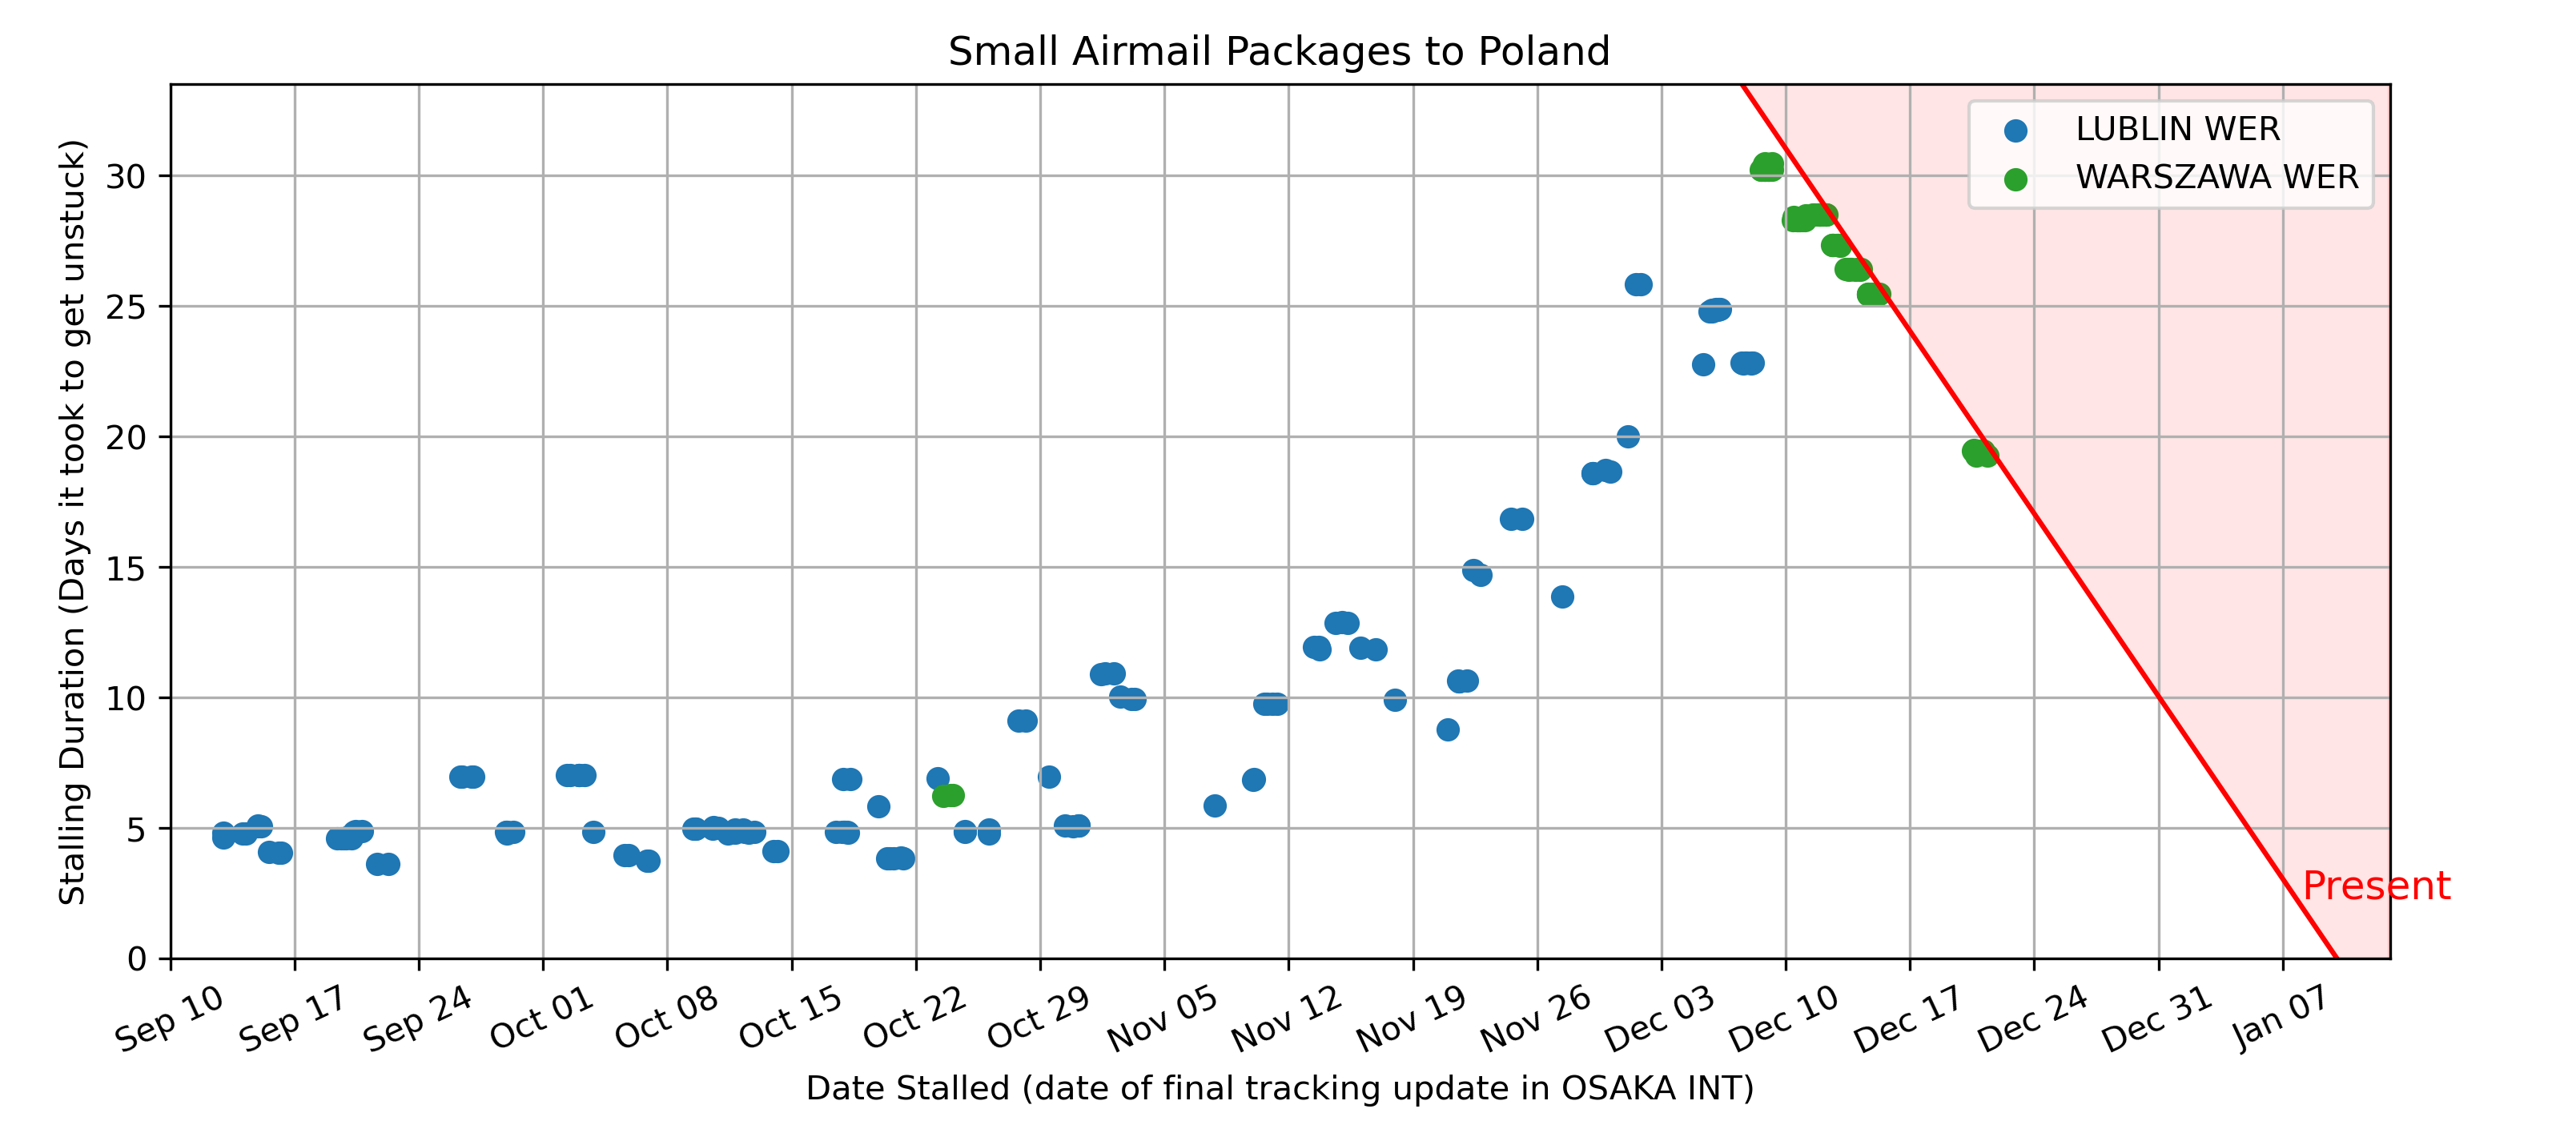 Small Airmail Packages to Poland
LUBLIN WER
WARSZAWA WER
Present
Stalling Duration (Days it took to get unstuck)
30
25
20
15
10
5
0
Sep 10
Sep 17
Sep 24
Oct 01
Oct 08
Oct 15
Oct 22
Oct 29
Nov 05
Nov 12
Nov 19
Nov 26
Dec 03
Dec 10
Dec 17
Dec 24
Dec 31
Jan 07
Date Stalled (date of final tracking update in OSAKA INT)